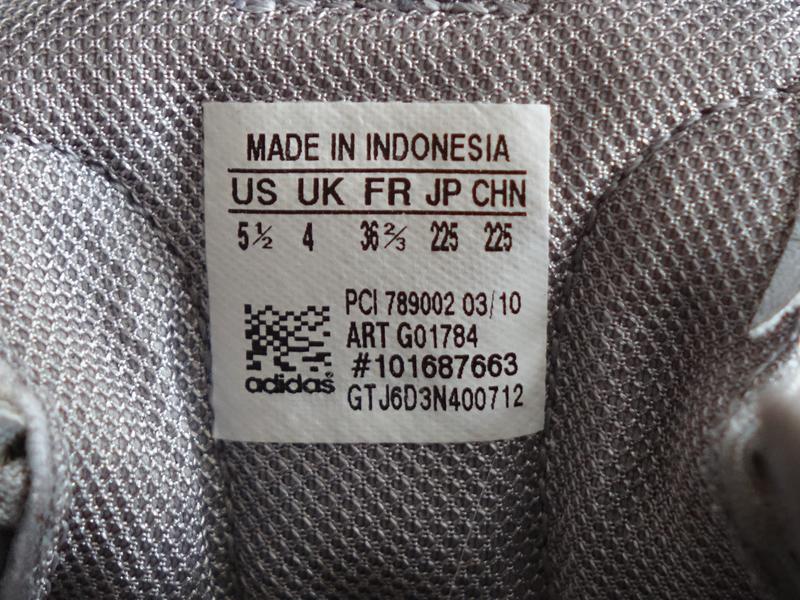 MADE IN INDONESIA
US UK FR JP CHN
5½ 4 36⅔ 225 225
PCI 789002 03/10
ART G01784
#101687663
adidas®
GTJ6D3N400712